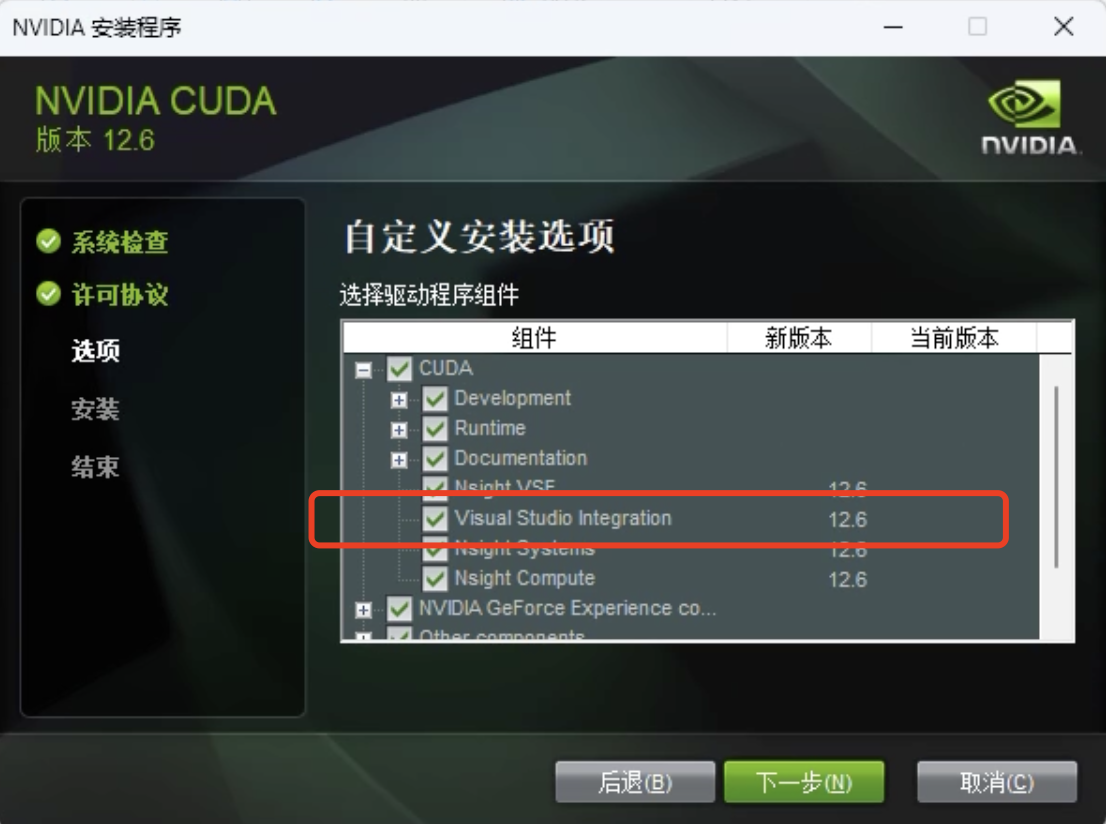 NVIDIA 安装程序
NVIDIA CUDA
版本 12.6
NVIDIA.
系统检查
许可协议
选项
安装
结束
自定义安装选项
选择驱动程序组件
组件 新版本 当前版本
CUDA
Development
Runtime
Documentation
Nsight VSE 12.6
Visual Studio Integration 12.6
Nsight Systems 12.6
Nsight Compute 12.6
NVIDIA GeForce Experience co...
Other components
后退(B) 下一步(N) 取消(C)